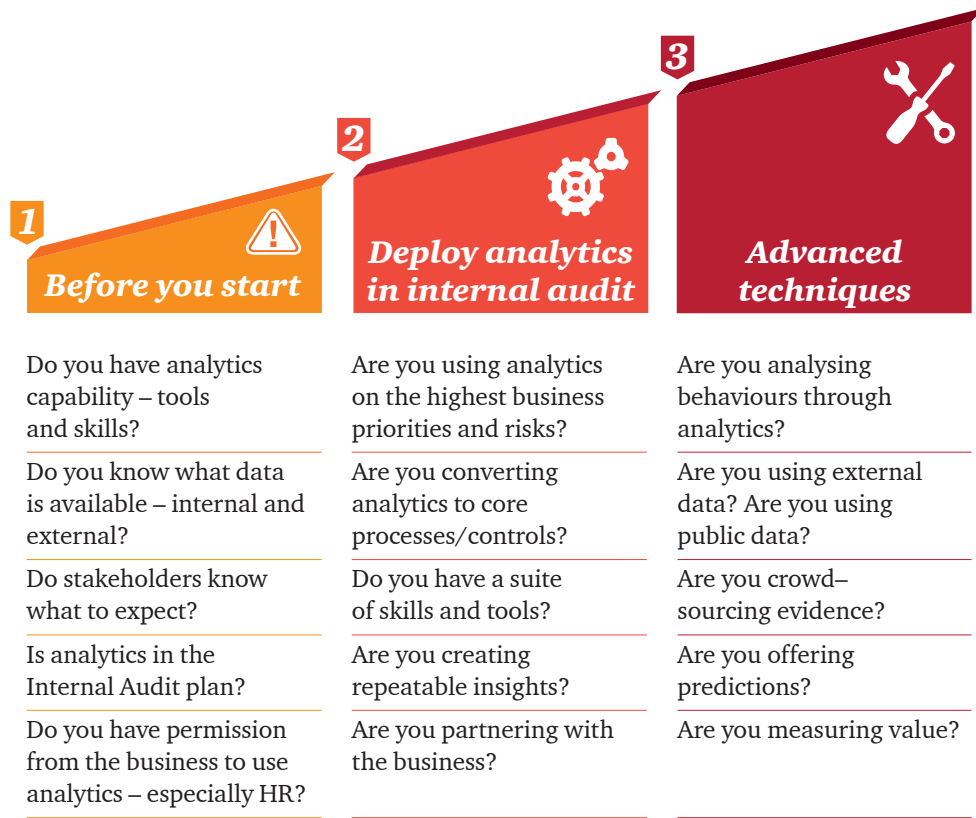 1
Before you start
Do you have analytics
capability – tools
and skills?
Do you know what data
is available – internal and
external?
Do stakeholders know
what to expect?
Is analytics in the
Internal Audit plan?
Do you have permission
from the business to use
analytics – especially HR?
2
Deploy analytics
in internal audit
Are you using analytics
on the highest business
priorities and risks?
Are you converting
analytics to core
processes/controls?
Do you have a suite
of skills and tools?
Are you creating
repeatable insights?
Are you partnering with
the business?
3
Advanced
techniques
Are you analysing
behaviours through
analytics?
Are you using external
data? Are you using
public data?
Are you crowd–
sourcing evidence?
Are you offering
predictions?
Are you measuring value?